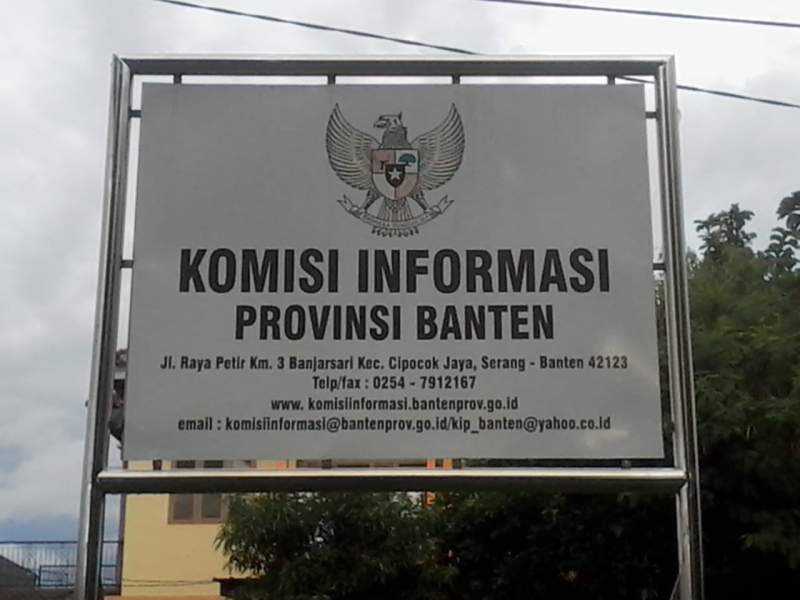 KOMISI INFORMASI
PROVINSI BANTEN
Jl. Raya Petir Km. 3 Banjarsari Kec. Cipocok Jaya, Serang - Banten 42123
Telp/fax : 0254 - 7912167
www. komisiinformasi.bantenprov.go.id
email : komisiinformasi@bantenprov.go.id/kip_banten@yahoo.co.id